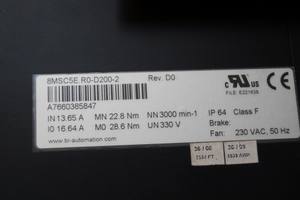 8MSC5E.R0-D200-2 Rev. D0
A7660385847
IN 13.65 A MN 22.8 Nm NN 3000 min-1 IP 64 Class F
I0 16.64 A M0 28.6 Nm UN 330 V Brake:
www.br-automation.com Fan: 230 VAC, 50 Hz
c US